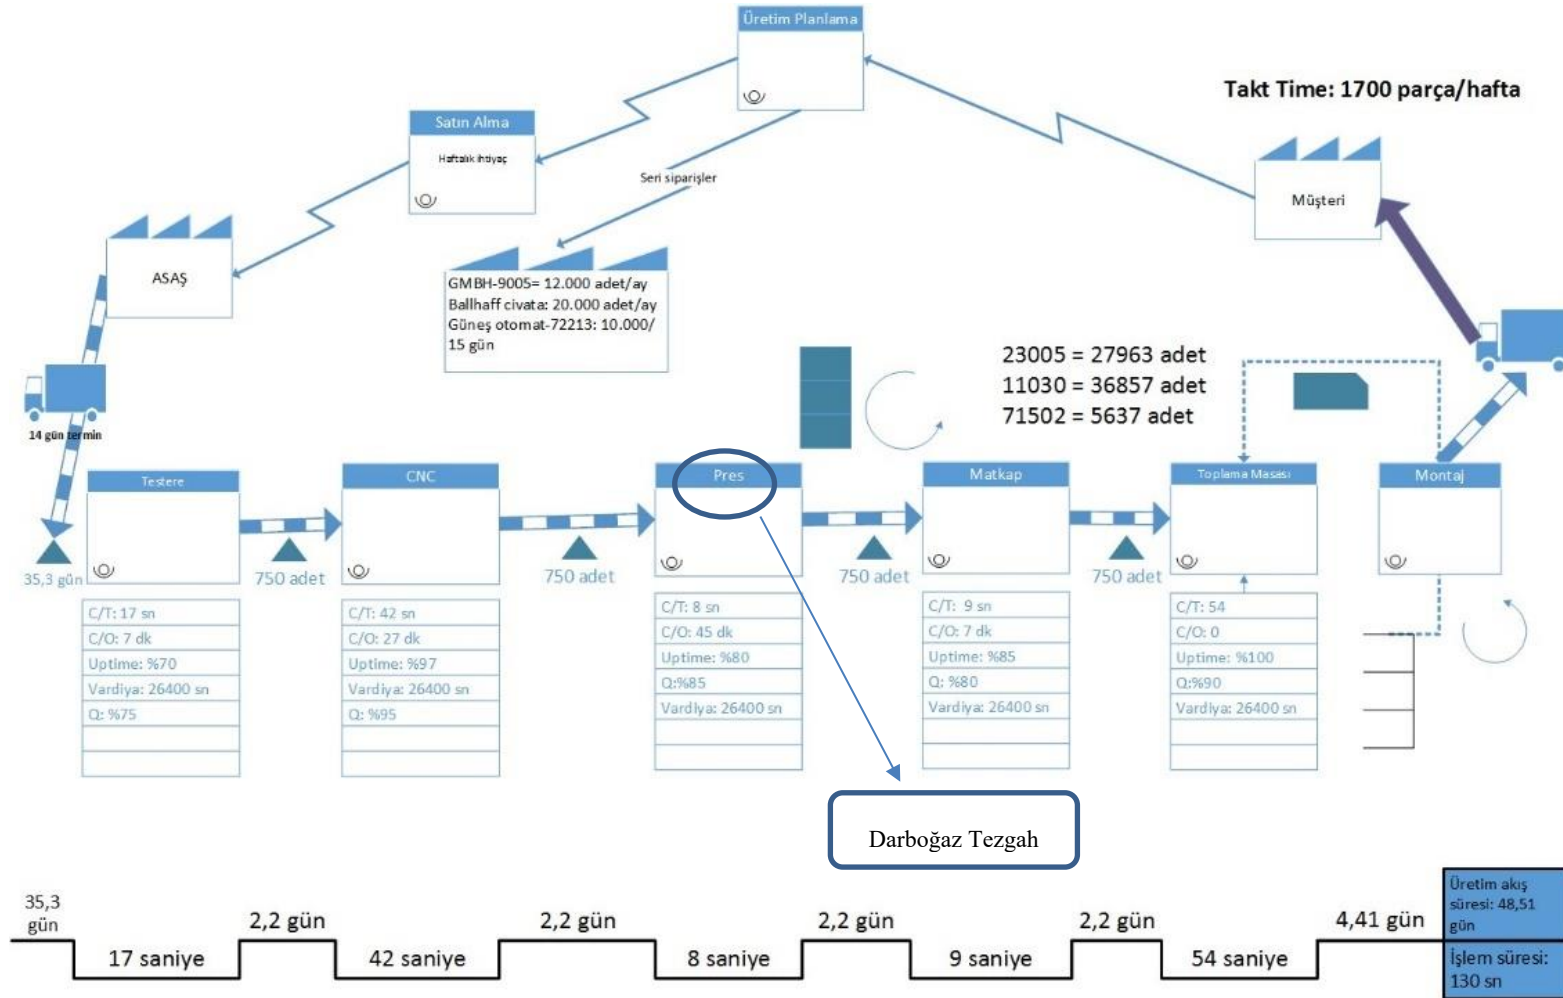 Üretim Planlama
Takt Time: 1700 parça/hafta
Satın Alma
Haftalık ihtiyaç
Seri siparişler
Müşteri
ASAŞ
GMBH-9005= 12.000 adet/ay
Ballhaff civata: 20.000 adet/ay
Güneş otomat-72213: 10.000/
15 gün
23005 = 27963 adet
11030 = 36857 adet
71502 = 5637 adet
14 gün termin
Testere
CNC
Pres
Matkap
Toplama Masası
Montaj
35,3 gün
750 adet
750 adet
750 adet
750 adet
C/T: 17 sn
C/O: 7 dk
Uptime: %70
Vardiya: 26400 sn
Q: %75
C/T: 42 sn
C/O: 27 dk
Uptime: %97
Vardiya: 26400 sn
Q: %95
C/T: 8 sn
C/O: 45 dk
Uptime: %80
Q:%85
Vardiya: 26400 sn
C/T:  9 sn
C/O: 7 dk
Uptime: %85
Q: %80
Vardiya: 26400 sn
C/T: 54
C/O: 0
Uptime: %100
Q:%90
Vardiya: 26400 sn
Darboğaz Tezgah
35,3
gün
17 saniye
2,2 gün
42 saniye
2,2 gün
8 saniye
2,2 gün
9 saniye
2,2 gün
54 saniye
4,41 gün
Üretim akış
süresi: 48,51
gün
İşlem süresi:
130 sn